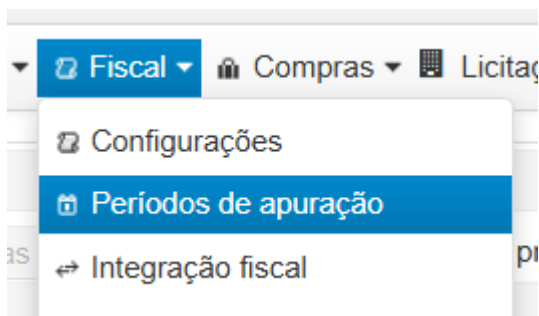 Fiscal Compras
Configurações
Períodos de apuração
Integração fiscal